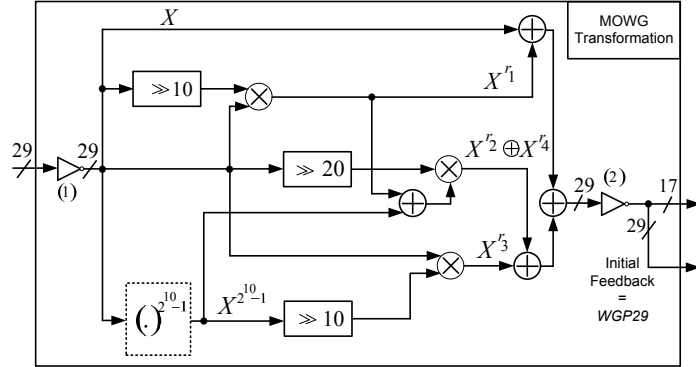 X
MOWG
Transformation
≫10
X^{r_1}
29
29
(1)
≫ 20
X^{r_2} ⊕ X^{r_4}
29
(2)
17
29
X^{r_3}
Initial
Feedback
=
WGP29
(.)^{2^{10}-1}
X^{2^{10}-1}
≫ 10